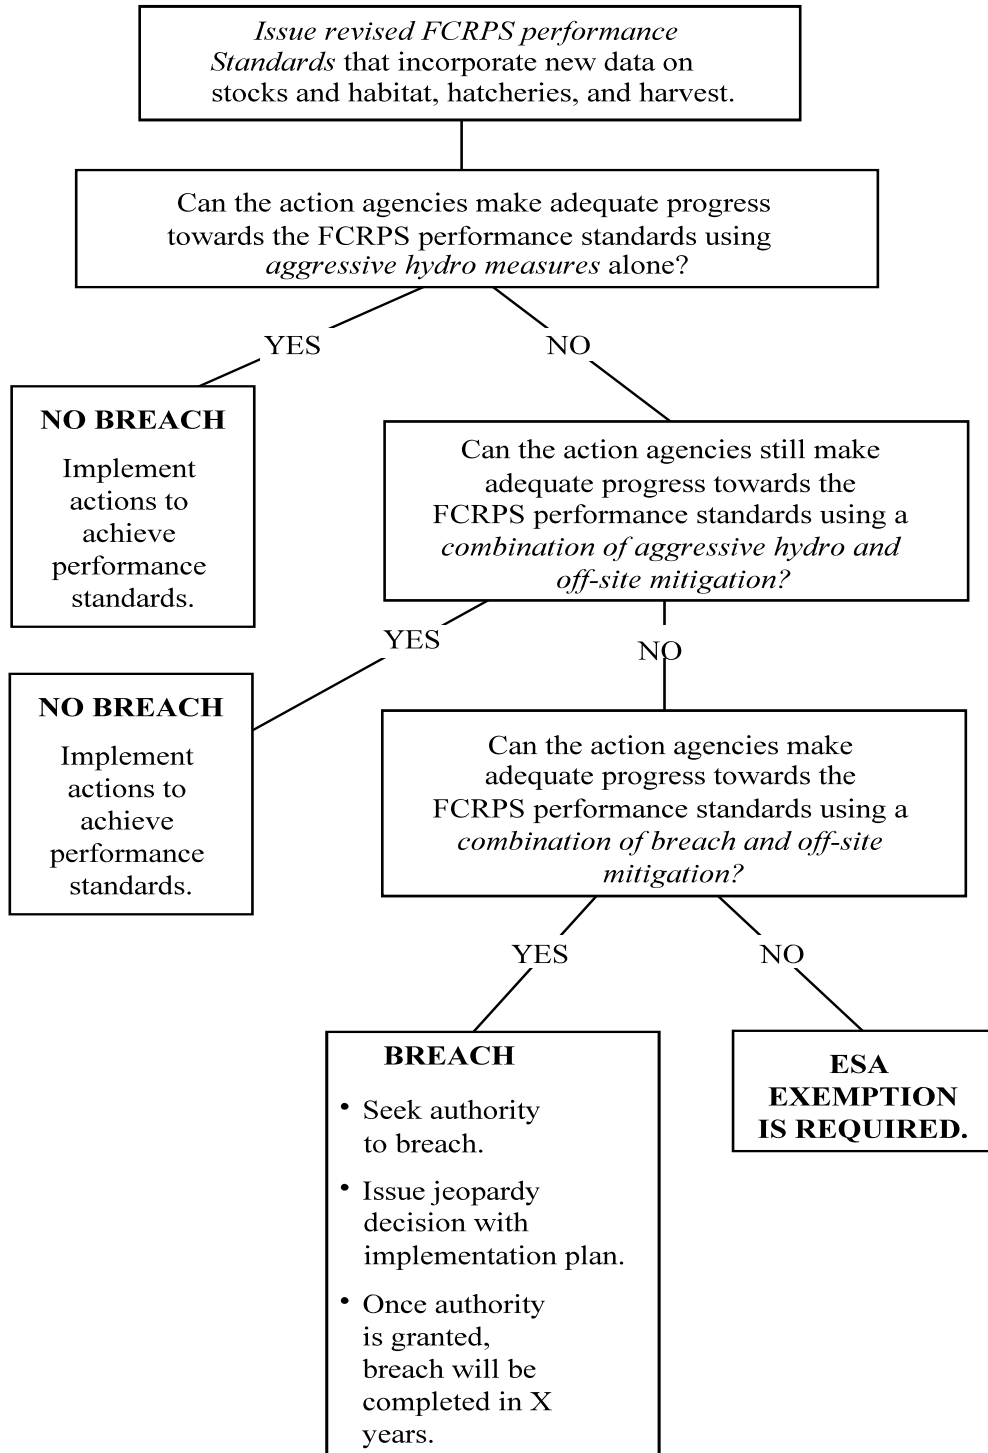 Issue revised FCRPS performance
Standards that incorporate new data on
stocks and habitat, hatcheries, and harvest.
Can the action agencies make adequate progress
towards the FCRPS performance standards using
aggressive hydro measures alone?
YES
NO
NO BREACH
Implement
actions to
achieve
performance
standards.
Can the action agencies still make
adequate progress towards the
FCRPS performance standards using a
combination of aggressive hydro and
off-site mitigation?
YES
NO
NO BREACH
Implement
actions to
achieve
performance
standards.
Can the action agencies make
adequate progress towards the
FCRPS performance standards using a
combination of breach and off-site
mitigation?
YES
NO
BREACH
• Seek authority
to breach.
• Issue jeopardy
decision with
implementation plan.
• Once authority
is granted,
breach will be
completed in X
years.
ESA
EXEMPTION
IS REQUIRED.